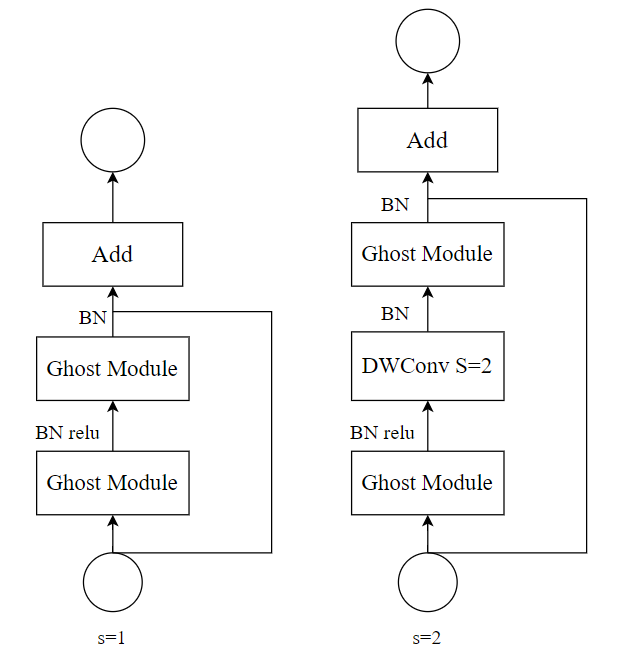 Add
BN
Ghost Module
BN relu
Ghost Module
s=1
Add
BN
Ghost Module
BN
DWConv S=2
BN relu
Ghost Module
s=2